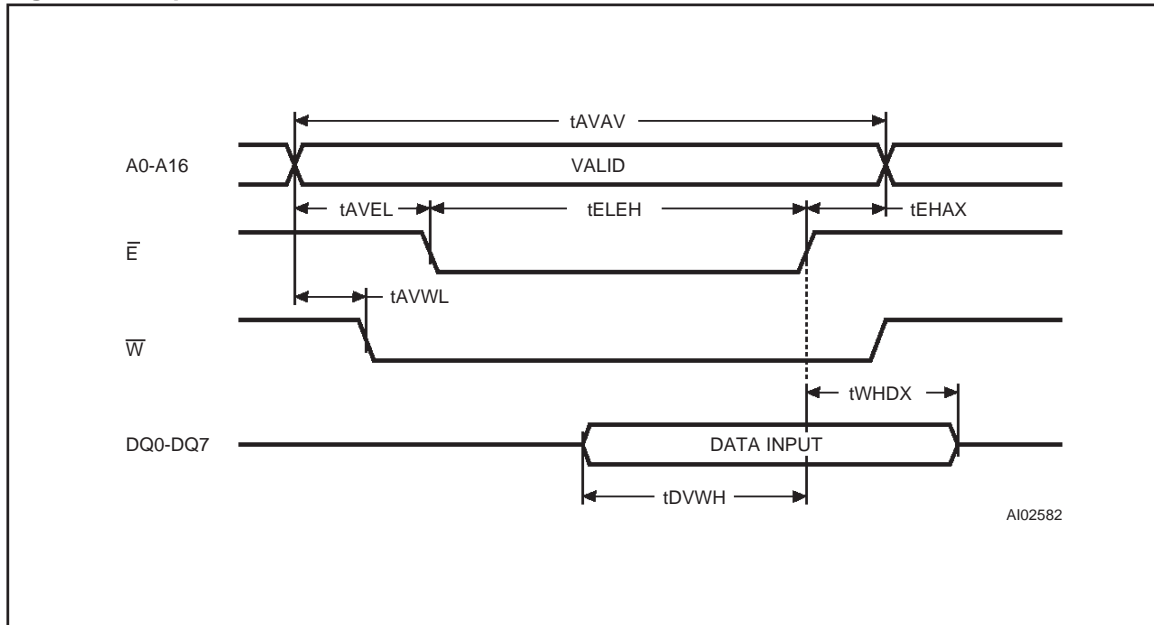 tAVAV
A0-A16
VALID
tAVEL
tELEH
tEHAX
E̅
tAVWL
W̅
tWHDX
DQ0-DQ7
DATA INPUT
tDVWH
AI02582